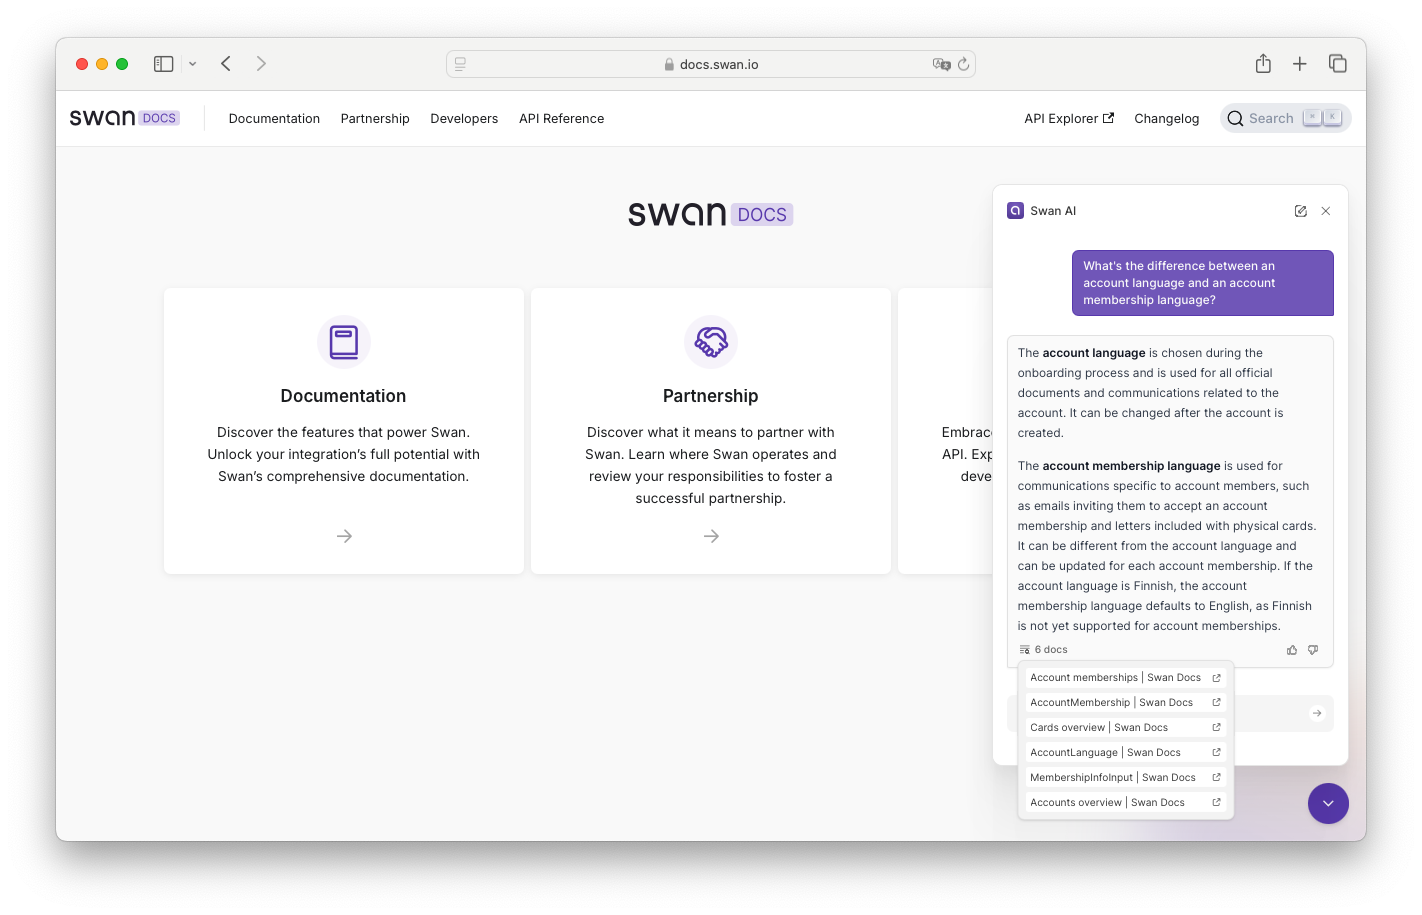 docs.swan.io
swan DOCS
Documentation
Partnership
Developers
API Reference
API Explorer
Changelog
Search
⌘ K
swan DOCS
Documentation
Discover the features that power Swan.
Unlock your integration's full potential with
Swan's comprehensive documentation.
Partnership
Discover what it means to partner with
Swan. Learn where Swan operates and
review your responsibilities to foster a
successful partnership.
API.
Swan AI
What's the difference between an
account language and an account
membership language?
The account language is chosen during the
onboarding process and is used for all official
documents and communications related to the
account. It can be changed after the account is
created.
The account membership language is used for
communications specific to account members, such
as emails inviting them to accept an account
membership and letters included with physical cards.
It can be different from the account language and
can be updated for each account membership. If the
account language is Finnish, the account
membership language defaults to English, as Finnish
is not yet supported for account memberships.
6 docs
Account memberships | Swan Docs
AccountMembership | Swan Docs
Cards overview | Swan Docs
AccountLanguage | Swan Docs
MembershipInfoInput | Swan Docs
Accounts overview | Swan Docs